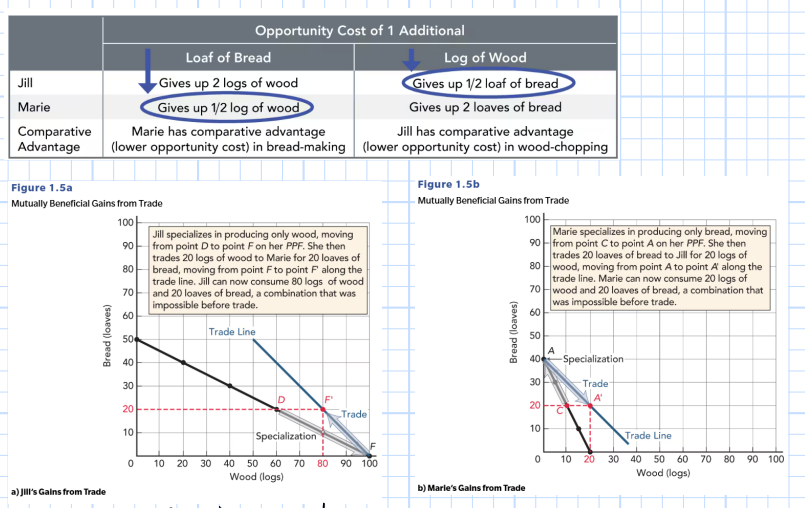 Opportunity Cost of 1 Additional
Loaf of Bread
Log of Wood
Jill
Gives up 2 logs of wood
Gives up 1/2 loaf of bread
Marie
Gives up 1/2 log of wood
Gives up 2 loaves of bread
Comparative
Advantage
Marie has comparative advantage
(lower opportunity cost) in bread-making
Jill has comparative advantage
(lower opportunity cost) in wood-chopping
Figure 1.5a
Mutually Beneficial Gains from Trade
Jill specializes in producing only wood, moving
from point D to point F on her PPF. She then
trades 20 logs of wood to Marie for 20 loaves of
bread, moving from point F to point F' along the
trade line. Jill can now consume 80 logs of wood
and 20 loaves of bread, a combination that was
impossible before trade.
Bread (loaves)
100
90
80
70
60
50
40
30
20
10
Trade Line
D
F'
Trade
Specialization
F
0
10
20
30
40
50
60
70
80
90
100
Wood (logs)
a) Jill's Gains from Trade
Figure 1.5b
Mutually Beneficial Gains from Trade
Marie specializes in producing only bread, moving
from point C to point A on her PPF. She then
trades 20 loaves of bread to Jill for 20 logs of
wood, moving from point A to point A' along the
trade line. Marie can now consume 20 logs of
wood and 20 loaves of bread, a combination that
was impossible before trade.
Bread (loaves)
100
90
80
70
60
50
40
30
20
10
A
Specialization
Trade
A'
C
Trade Line
0
10
20
30
40
50
60
70
80
90
100
Wood (logs)
b) Marie's Gains from Trade